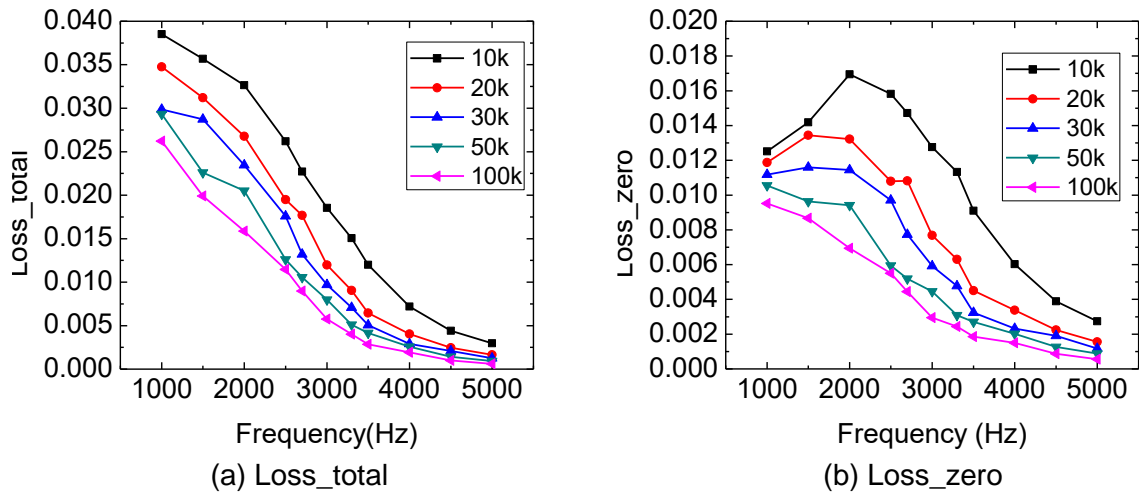 0.040
0.035
0.030
0.025
0.020
0.015
0.010
0.005
0.000
Loss_total
10k
20k
30k
50k
100k
1000 2000 3000 4000 5000
Frequency(Hz)
(a) Loss_total
0.020
0.018
0.016
0.014
0.012
0.010
0.008
0.006
0.004
0.002
0.000
Loss_zero
10k
20k
30k
50k
100k
1000 2000 3000 4000 5000
Frequency (Hz)
(b) Loss_zero